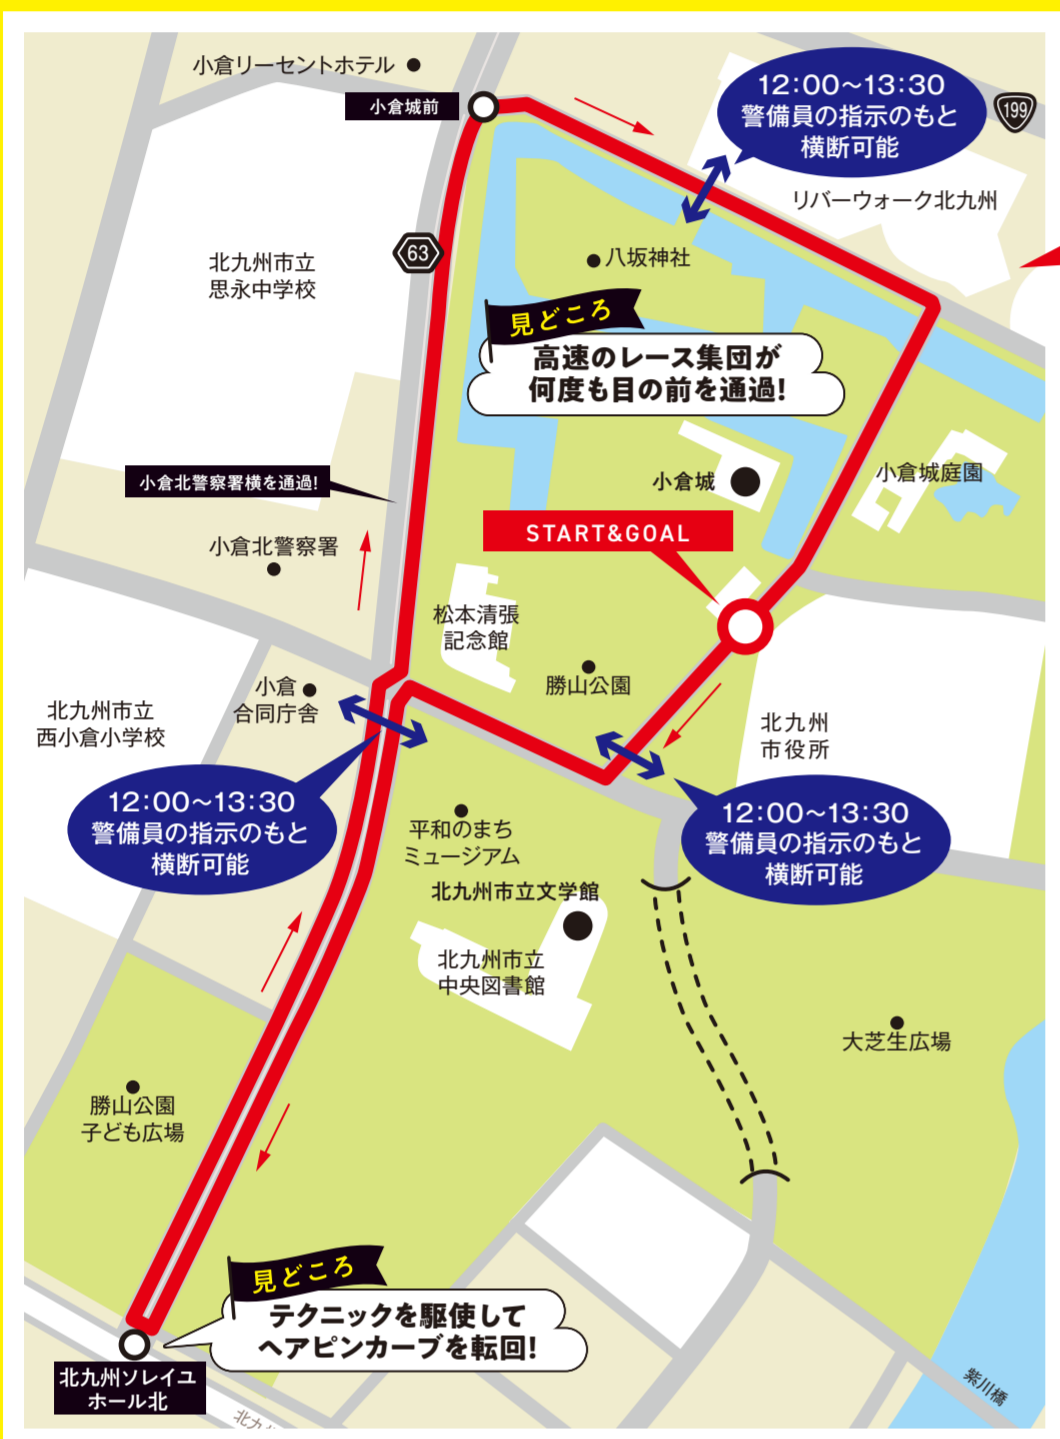 小倉リーセントホテル
小倉城前
12:00〜13:30
警備員の指示のもと
横断可能
199
リバーウォーク北九州
63
北九州市立
思永中学校
八坂神社
見どころ
高速のレース集団が
何度も目の前を通過!
小倉城
小倉城庭園
小倉北警察署横を通過!
START&GOAL
小倉北警察署
松本清張
記念館
勝山公園
小倉
合同庁舎
北九州市立
西小倉小学校
北九州
市役所
12:00〜13:30
警備員の指示のもと
横断可能
12:00〜13:30
警備員の指示のもと
横断可能
平和のまち
ミュージアム
北九州市立文学館
北九州市立
中央図書館
大芝生広場
勝山公園
子ども広場
見どころ
テクニックを駆使して
ヘアピンカーブを転回!
北九州ソレイユ
ホール北
紫川橋